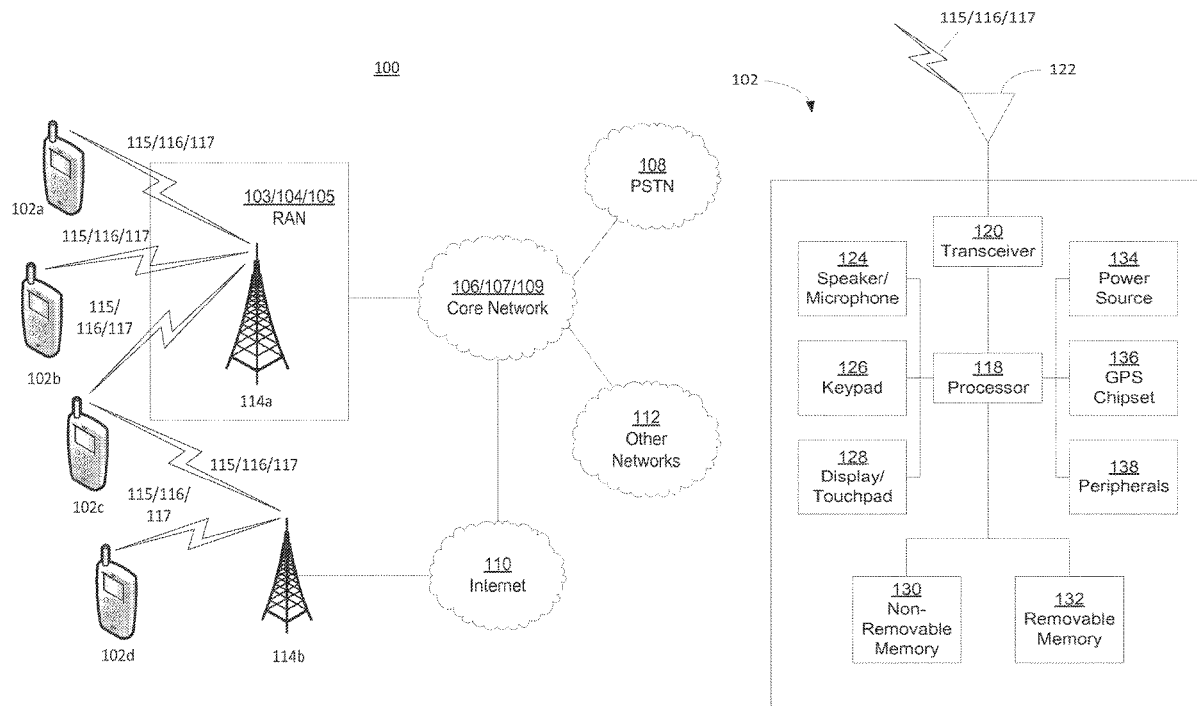 100
115/116/117
102a
103/104/105
RAN
115/116/117
102b
115/
116/117
114a
106/107/109
Core Network
108
PSTN
112
Other
Networks
102c
115/116/117
115/116/
117
102d
114b
110
Internet
115/116/117
102
122
120
Transceiver
124
Speaker/
Microphone
134
Power
Source
126
Keypad
118
Processor
136
GPS
Chipset
128
Display/
Touchpad
138
Peripherals
130
Non-
Removable
Memory
132
Removable
Memory